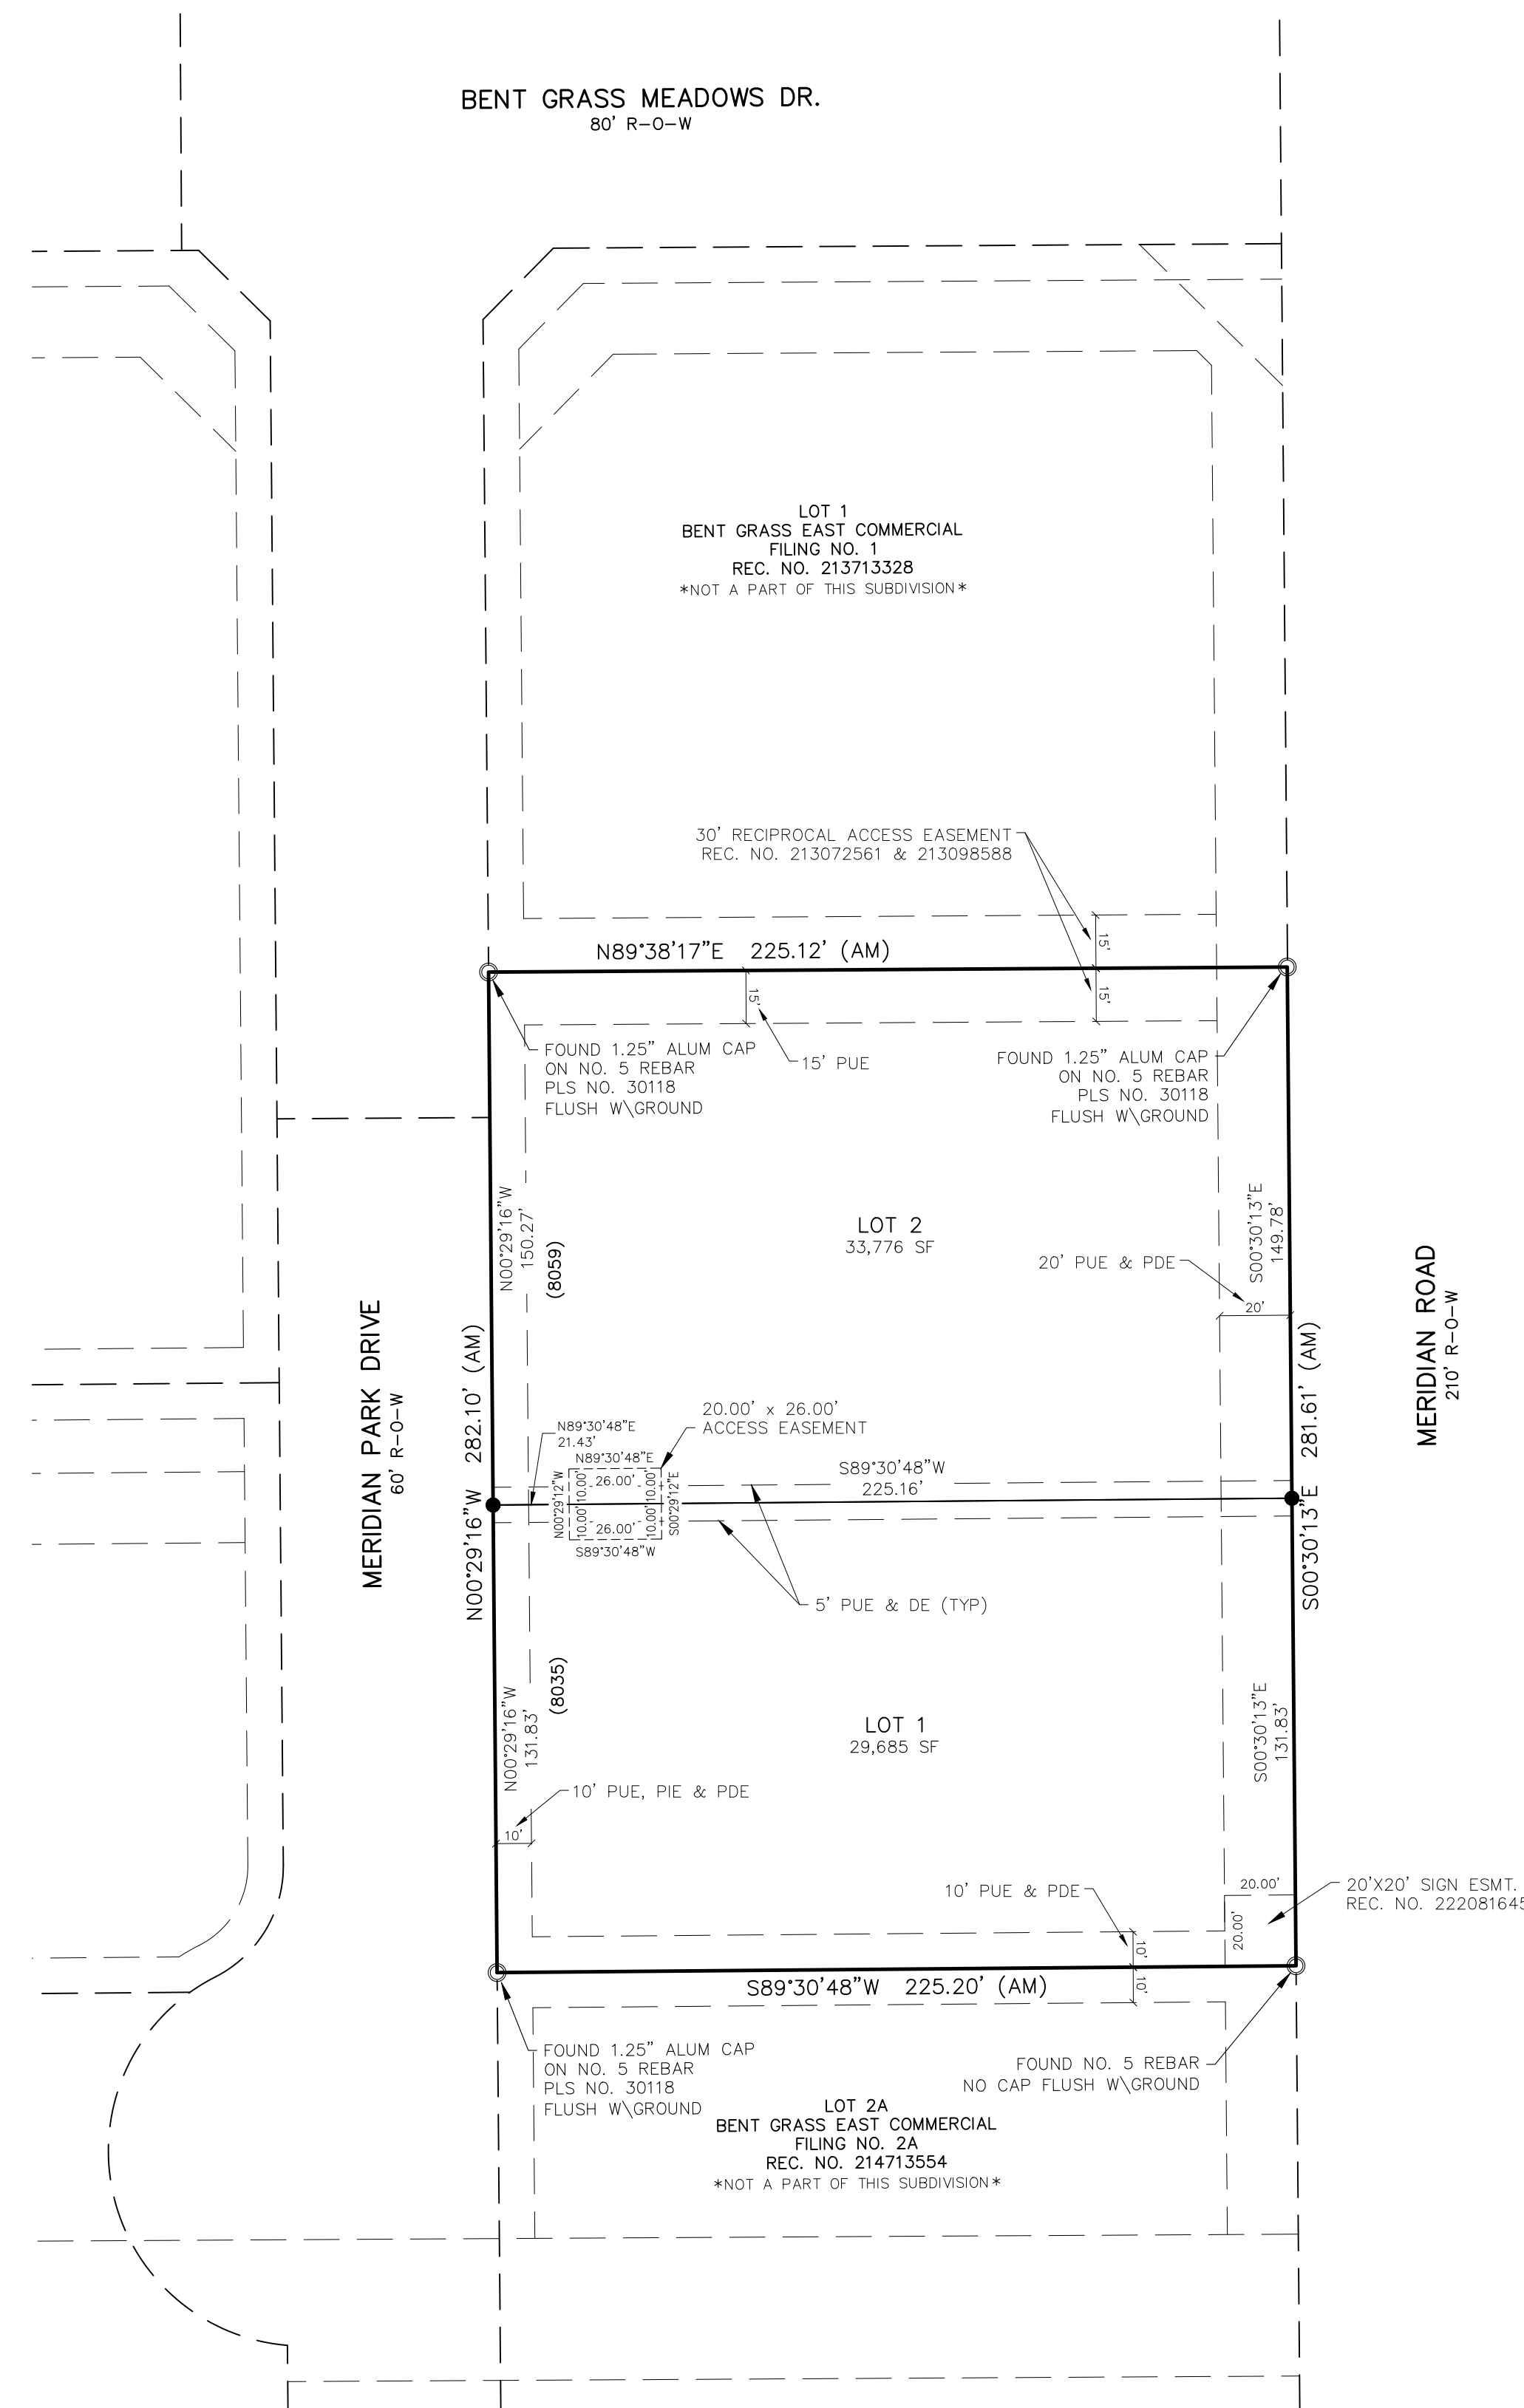 BENT GRASS MEADOWS DR.
80' R-O-W
LOT 1
BENT GRASS EAST COMMERCIAL
FILING NO. 1
REC. NO. 213713328
*NOT A PART OF THIS SUBDIVISION*
30' RECIPROCAL ACCESS EASEMENT
REC. NO. 213072561 & 213098588
15'
N89°38'17"E 225.12' (AM)
15'
15'
FOUND 1.25" ALUM CAP
ON NO. 5 REBAR
PLS NO. 30118
FLUSH W\GROUND
15' PUE
FOUND 1.25" ALUM CAP
ON NO. 5 REBAR
PLS NO. 30118
FLUSH W\GROUND
N00°29'16"W
150.27'
(8059)
LOT 2
33,776 SF
20' PUE & PDE
S00°30'13"E
149.78'
20'
MERIDIAN PARK DRIVE
60' R-O-W
N00°29'16"W 282.10' (AM)
S00°30'13"E 281.61' (AM)
MERIDIAN ROAD
210' R-O-W
20.00' x 26.00'
ACCESS EASEMENT
N89°30'48"E
21.43'
N89°30'48"E
26.00'
N00°29'12"W
10.00'
10.00'
10.00'
10.00'
S00°29'12"E
26.00'
S89°30'48"W
S89°30'48"W
225.16'
5' PUE & DE (TYP)
(8035)
N00°29'16"W
131.83'
LOT 1
29,685 SF
S00°30'13"E
131.83'
10' PUE, PIE & PDE
10'
10' PUE & PDE
10'
10'
20.00'
20.00'
20'X20' SIGN ESMT.
REC. NO. 222081645
S89°30'48"W 225.20' (AM)
FOUND 1.25" ALUM CAP
ON NO. 5 REBAR
PLS NO. 30118
FLUSH W\GROUND
FOUND NO. 5 REBAR
NO CAP FLUSH W\GROUND
LOT 2A
BENT GRASS EAST COMMERCIAL
FILING NO. 2A
REC. NO. 214713554
*NOT A PART OF THIS SUBDIVISION*